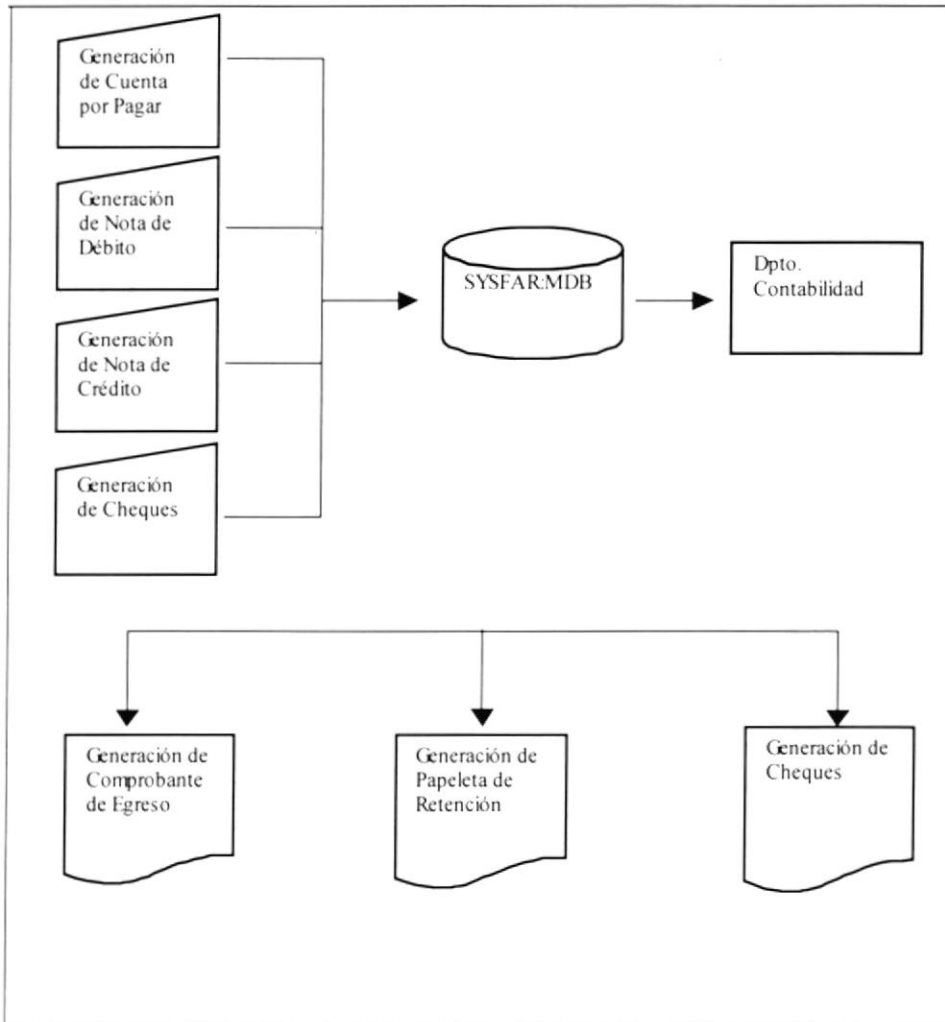 Generación
de Cuenta
por Pagar
Generación
de Nota de
Débito
Generación
de Nota de
Crédito
Generación
de Cheques
SYSFAR:MDB
Dpto.
Contabilidad
Generación de
Comprobante
de Egreso
Generación de
Papeleta de
Retención
Generación de
Cheques